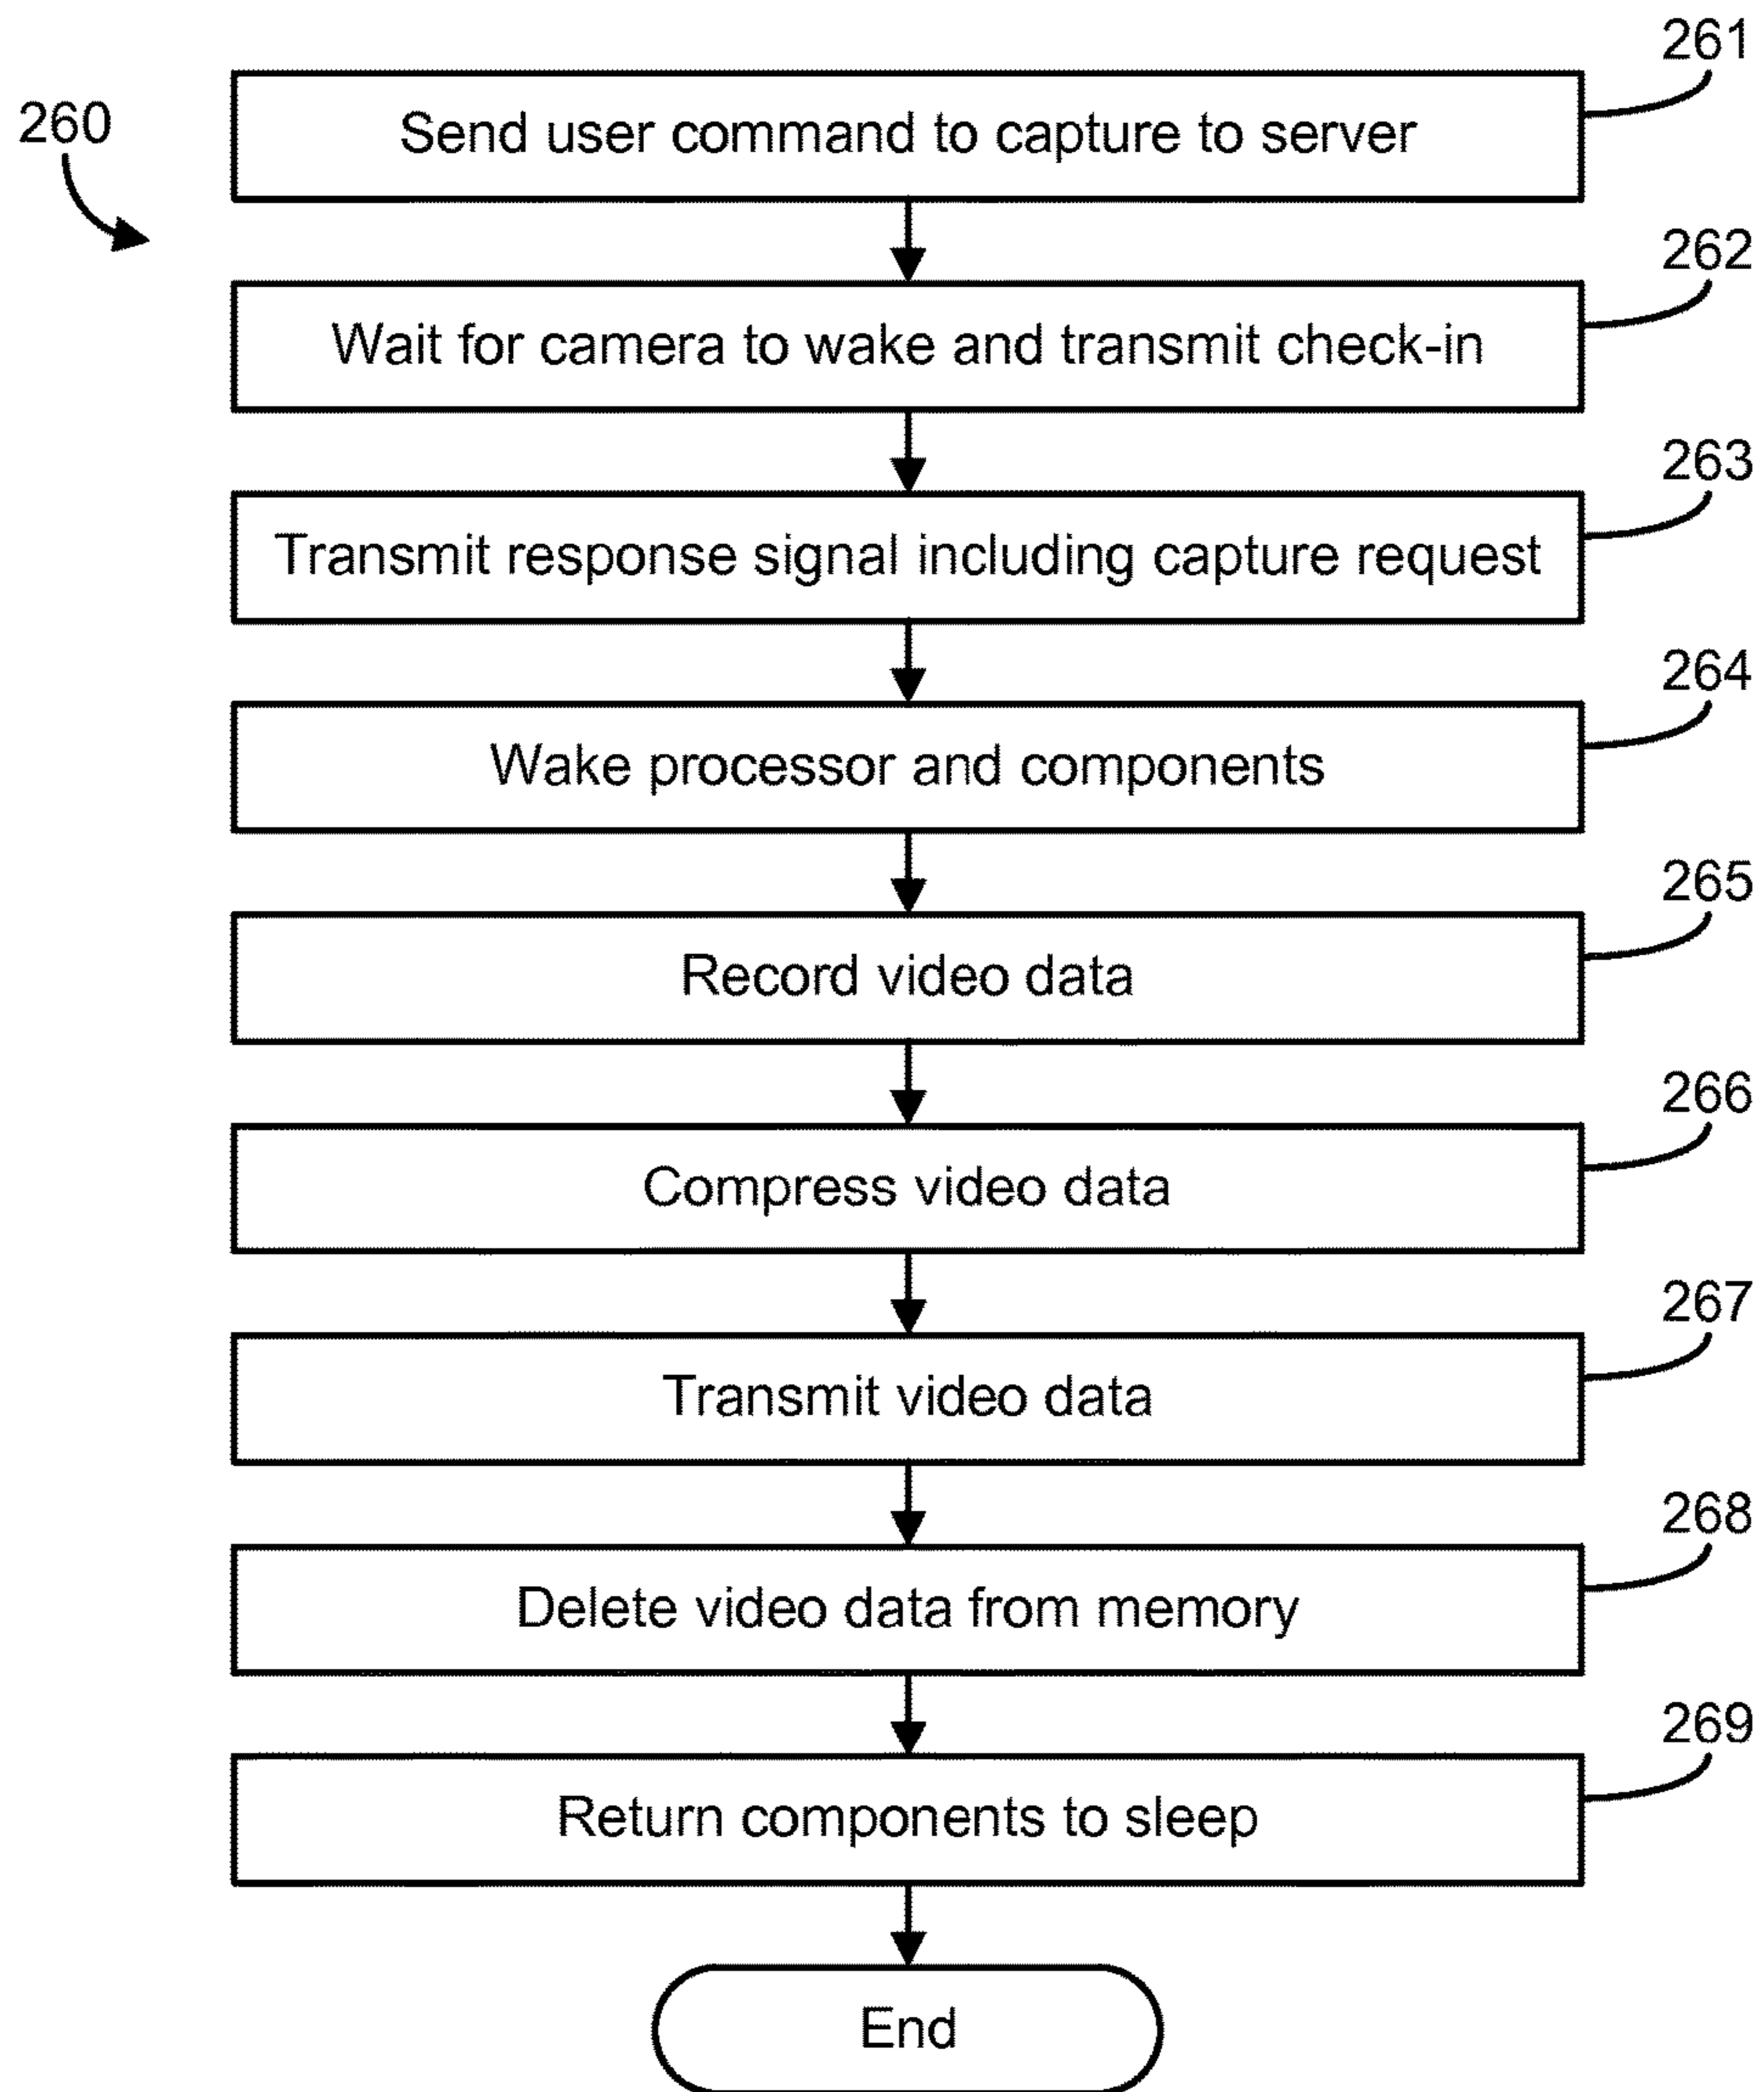 260
261
Send user command to capture to server
262
Wait for camera to wake and transmit check-in
263
Transmit response signal including capture request
264
Wake processor and components
265
Record video data
266
Compress video data
267
Transmit video data
268
Delete video data from memory
269
Return components to sleep
End